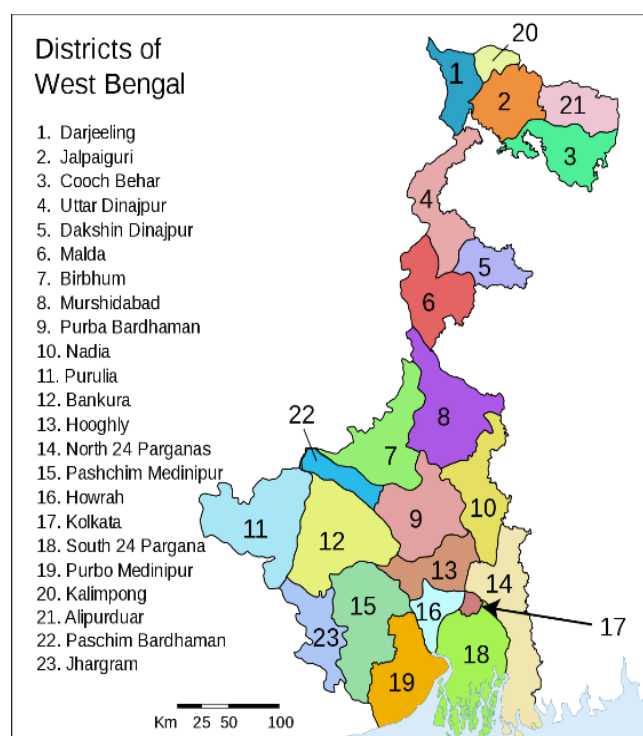 Districts of
West Bengal
1. Darjeeling
2. Jalpaiguri
3. Cooch Behar
4. Uttar Dinajpur
5. Dakshin Dinajpur
6. Malda
7. Birbhum
8. Murshidabad
9. Purba Bardhaman
10. Nadia
11. Purulia
12. Bankura
13. Hooghly
14. North 24 Parganas
15. Pashchim Medinipur
16. Howrah
17. Kolkata
18. South 24 Pargana
19. Purbo Medinipur
20. Kalimpong
21. Alipurduar
22. Paschim Bardhaman
23. Jhargram
20
1
2
21
3
4
5
6
8
22
7
10
11
9
12
13
14
15
16
17
23
18
19
Km 25 50 100